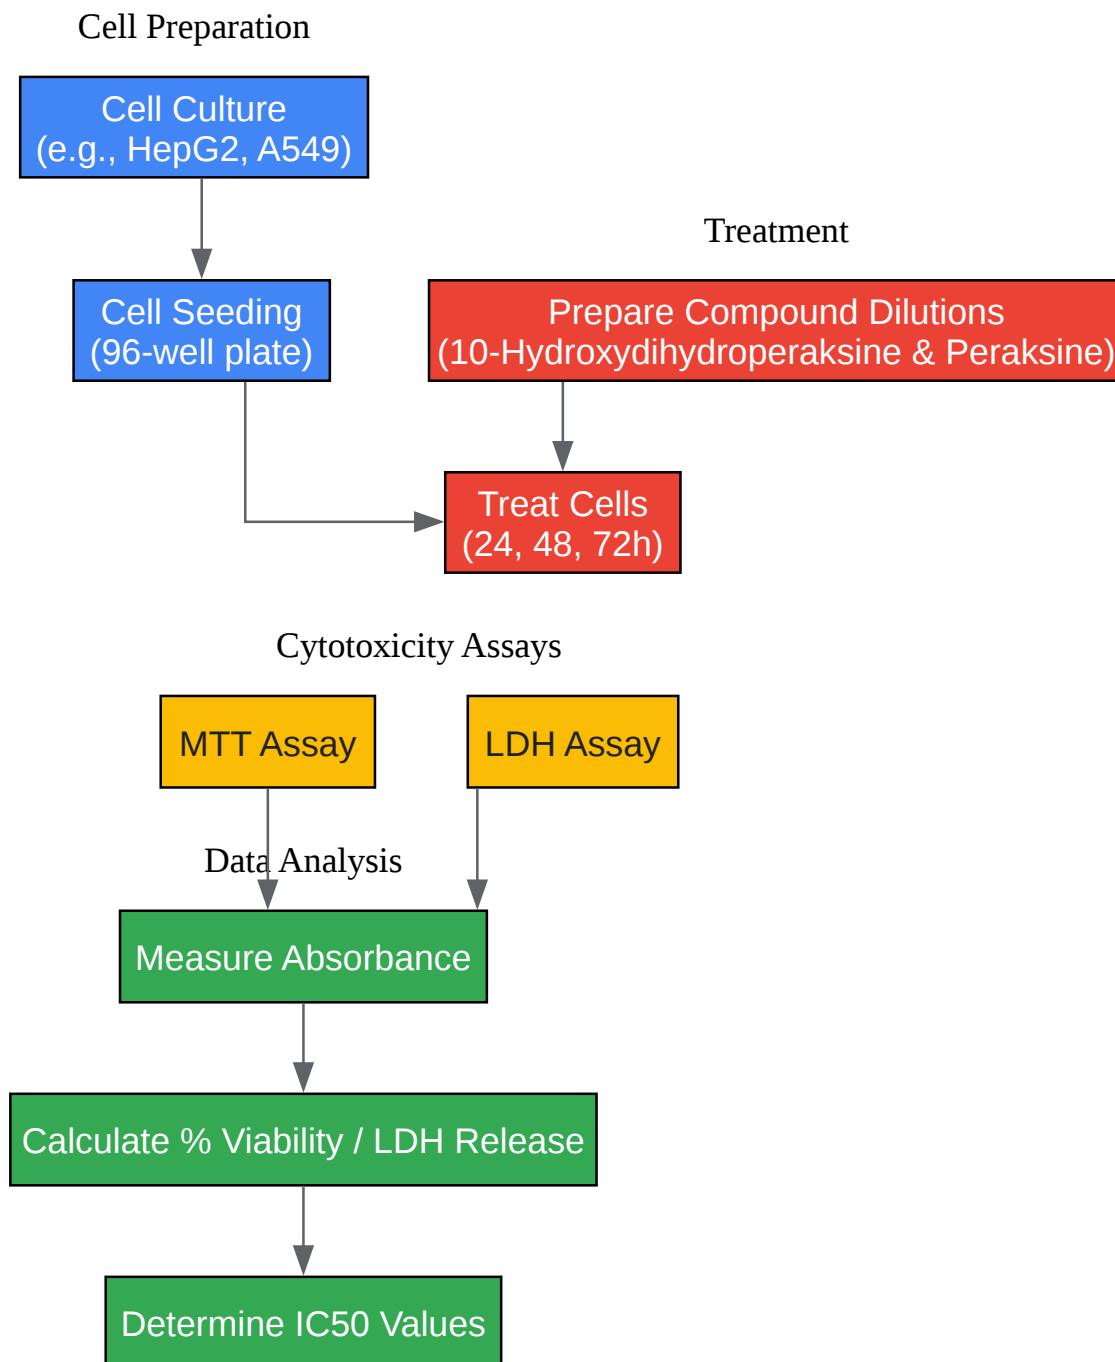 Cell Preparation
Cell Culture
(e.g., HepG2, A549)
Treatment
Cell Seeding
(96-well plate)
Prepare Compound Dilutions
(10-Hydroxydihydroperaksine & Peraksine)
Treat Cells
(24, 48, 72h)
Cytotoxicity Assays
MTT Assay
LDH Assay
Data Analysis
Measure Absorbance
Calculate % Viability / LDH Release
Determine IC50 Values